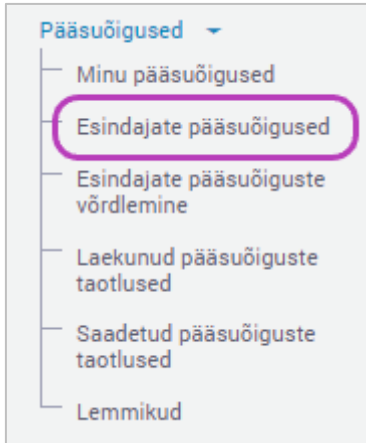 Pääsuõigused
Minu pääsuõigused
Esindajate pääsuõigused
Esindajate pääsuõiguste
võrdlemine
Laekunud pääsuõiguste
taotlused
Saadetud pääsuõiguste
taotlused
Lemmikud